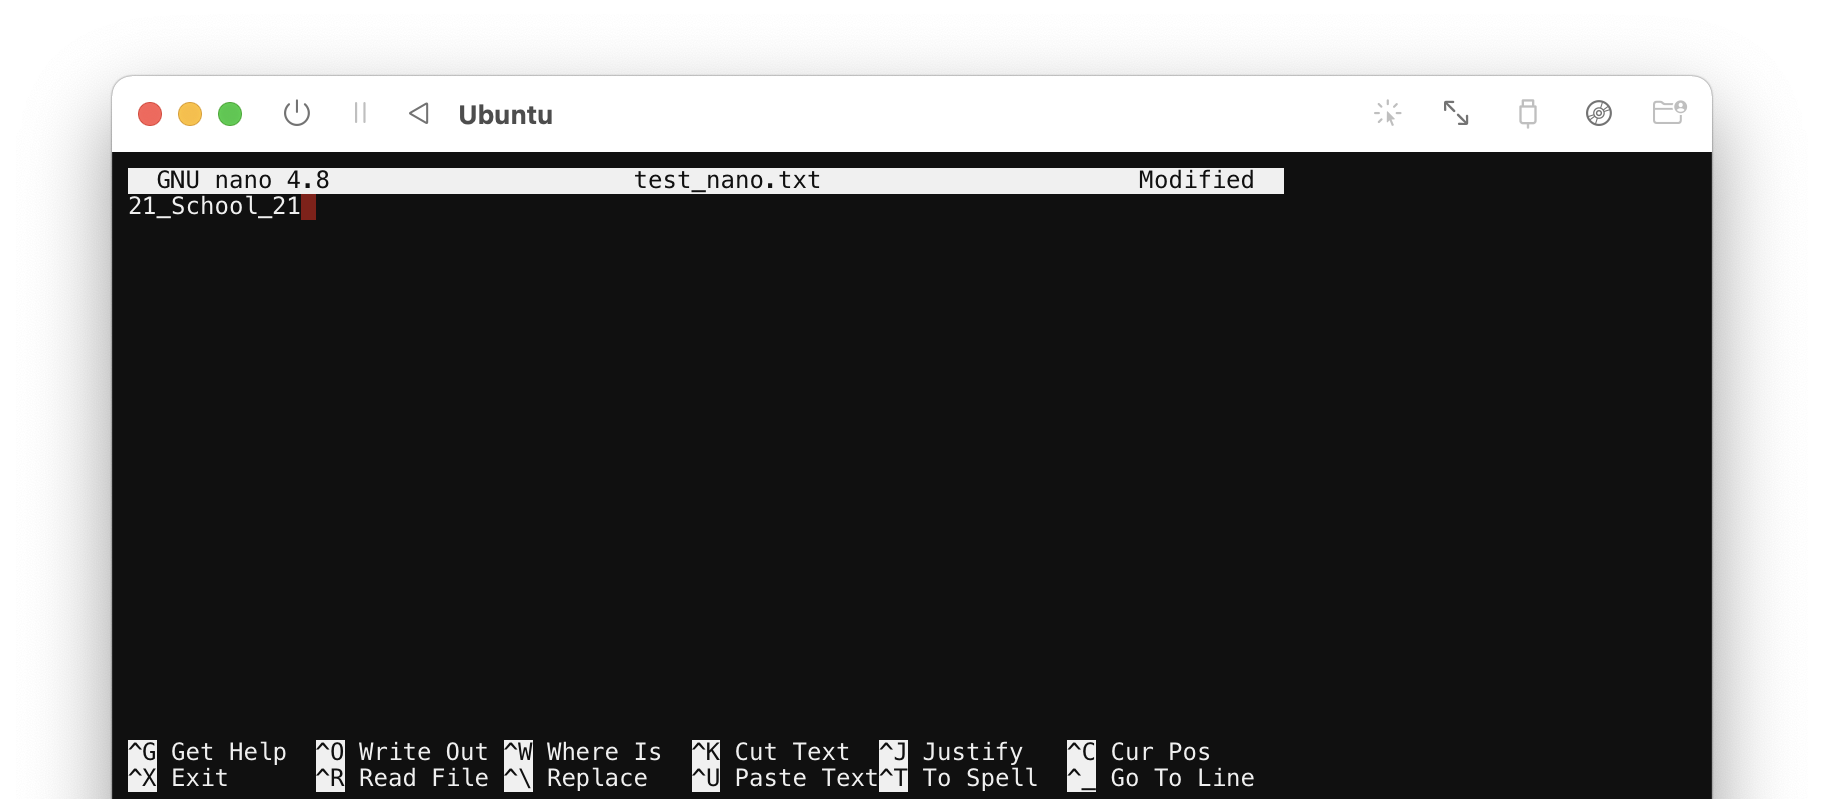 Ubuntu
GNU nano 4.8 test_nano.txt Modified
21_School_21
^G Get Help ^O Write Out ^W Where Is ^K Cut Text ^J Justify ^C Cur Pos
^X Exit ^R Read File ^\ Replace ^U Paste Text ^T To Spell ^_ Go To Line